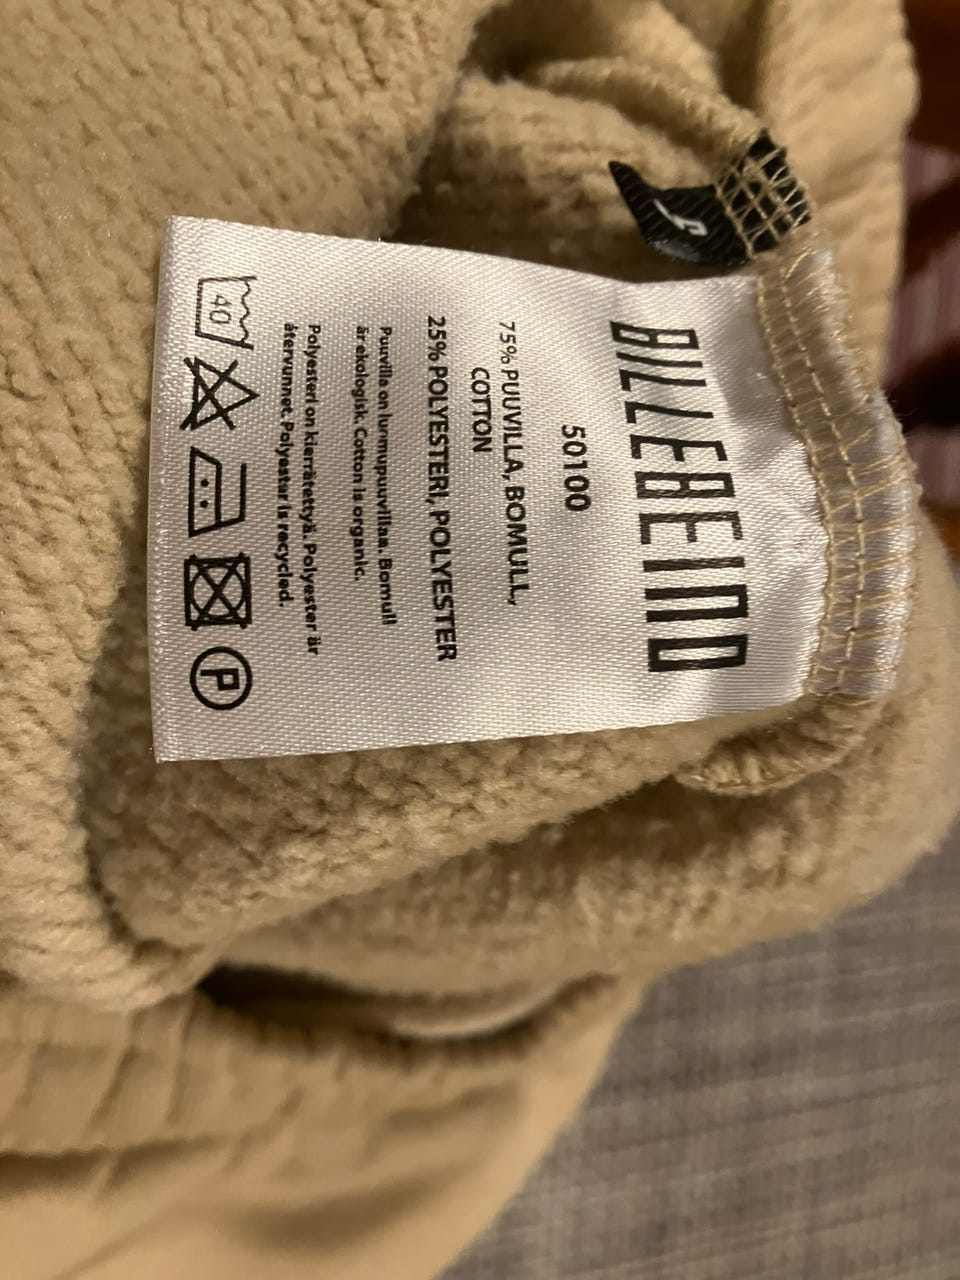 BILLEBEINO
50100
75% PUUVILLA, BOMULL,
COTTON
25% POLYESTERI, POLYESTER
Puuvilla on luomupuuvillaa. Bomull
är ekologisk. Cotton is organic.
Polyesteri on kierrätettyä. Polyester är
återvunnet. Polyester is recycled.
40
P